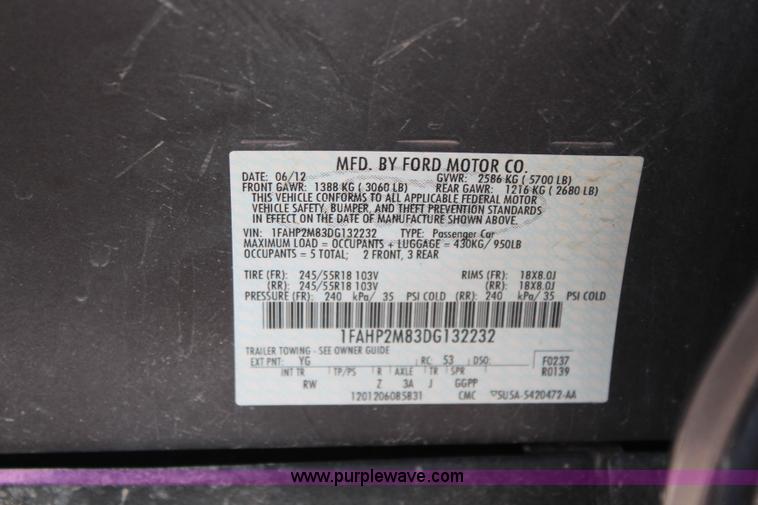 MFD. BY FORD MOTOR CO.
DATE: 06/12 GVWR: 2586 KG ( 5700 LB)
FRONT GAWR: 1388 KG ( 3060 LB) REAR GAWR: 1216 KG ( 2680 LB)
THIS VEHICLE CONFORMS TO ALL APPLICABLE FEDERAL MOTOR
VEHICLE SAFETY, BUMPER, AND THEFT PREVENTION STANDARDS
IN EFFECT ON THE DATE OF MANUFACTURE SHOWN ABOVE.
VIN: 1FAHP2M83DG132232 TYPE: Passenger Car
MAXIMUM LOAD = OCCUPANTS + LUGGAGE = 430KG/ 950LB
OCCUPANTS = 5 TOTAL; 2 FRONT, 3 REAR
TIRE (FR): 245/55R18 103V RIMS (FR): 18X8.0J
(RR): 245/55R18 103V (RR): 18X8.0J
PRESSURE (FR): 240 kPa/ 35 PSI COLD (RR): 240 kPa/ 35 PSI COLD
1FAHP2M83DG132232
TRAILER TOWING - SEE OWNER GUIDE
EXT PNT: YG RC: 53 DSO: F0237
INT TR TP/PS R AXLE TR SPR R0139
RW Z 3A J GGPP
1201206085831 CMC 5U5A-5420472-AA
www.purplewave.com